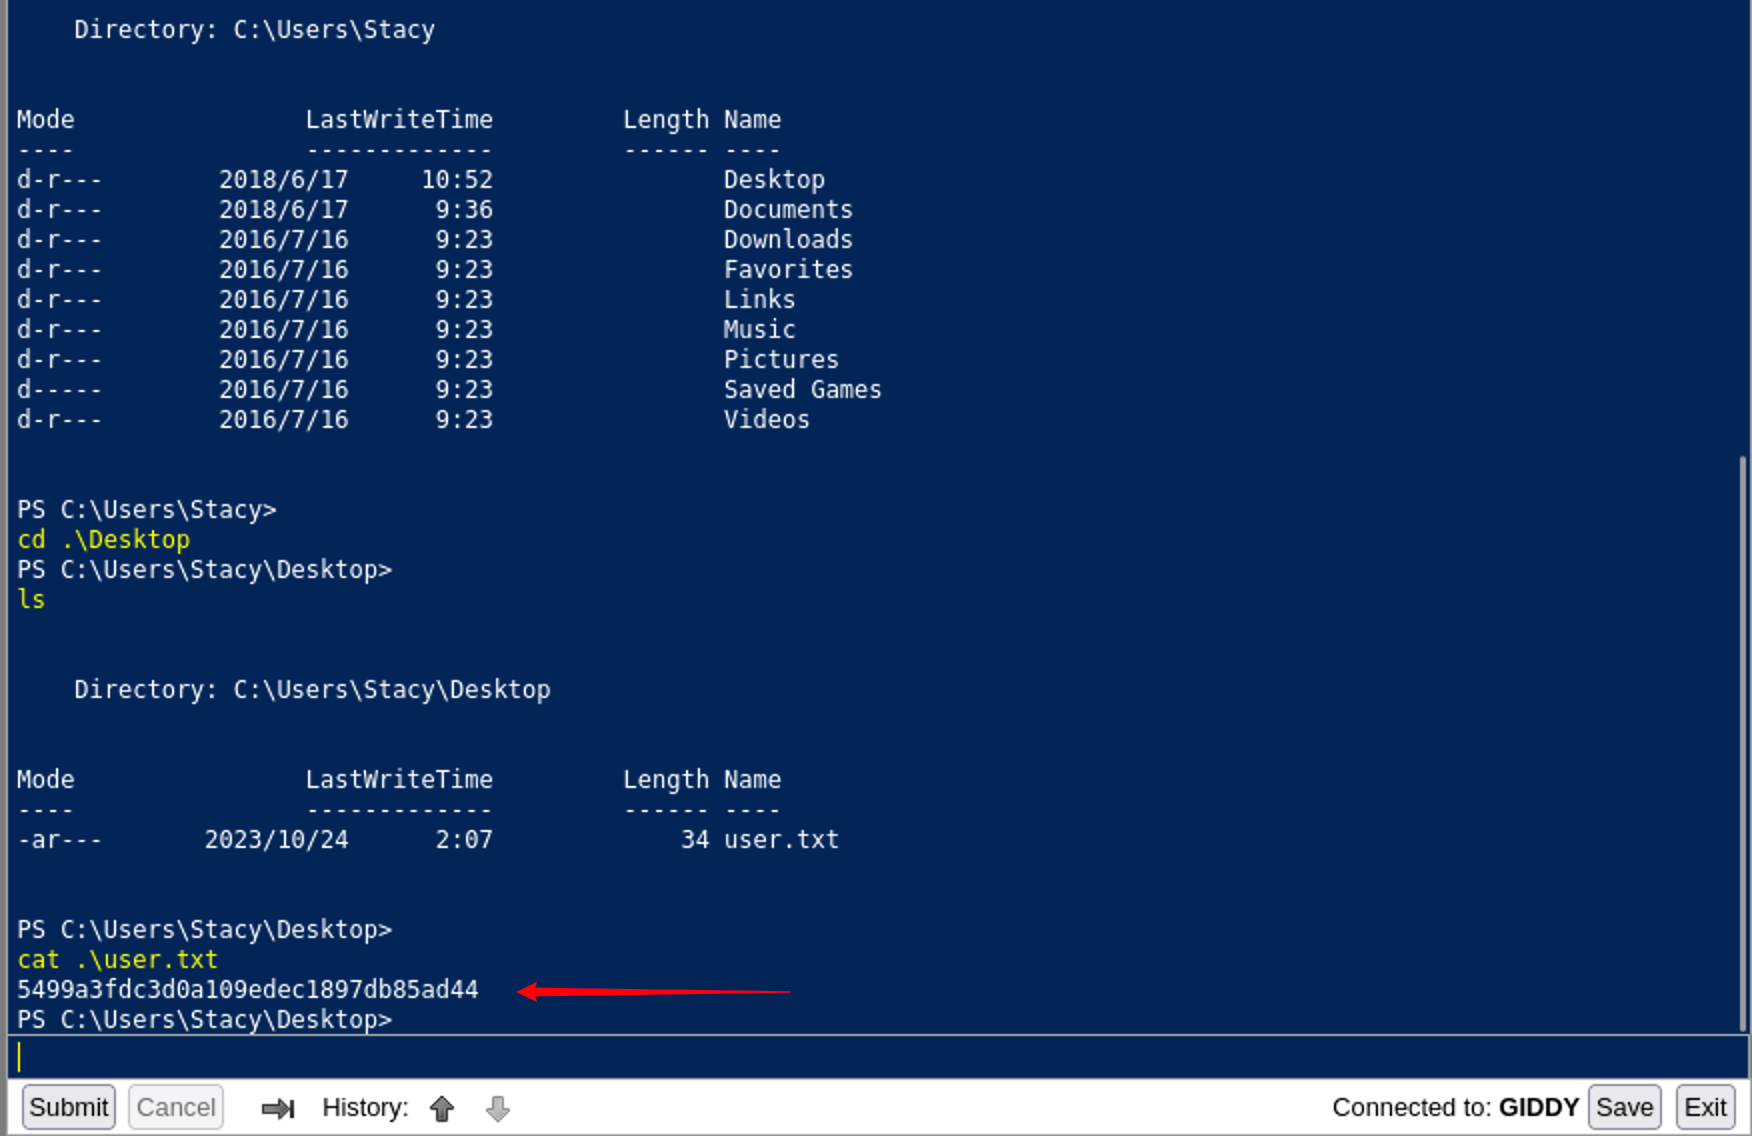 Directory: C:\Users\Stacy
Mode                LastWriteTime         Length Name
----                -------------         ------ ----
d-r---        2018/6/17     10:52                Desktop
d-r---        2018/6/17      9:36                Documents
d-r---        2016/7/16      9:23                Downloads
d-r---        2016/7/16      9:23                Favorites
d-r---        2016/7/16      9:23                Links
d-r---        2016/7/16      9:23                Music
d-r---        2016/7/16      9:23                Pictures
d-----        2016/7/16      9:23                Saved Games
d-r---        2016/7/16      9:23                Videos
PS C:\Users\Stacy>
cd .\Desktop
PS C:\Users\Stacy\Desktop>
ls
    Directory: C:\Users\Stacy\Desktop
Mode                LastWriteTime         Length Name
----                -------------         ------ ----
-ar---       2023/10/24      2:07             34 user.txt
PS C:\Users\Stacy\Desktop>
cat .\user.txt
5499a3fdc3d0a109edec1897db85ad44
PS C:\Users\Stacy\Desktop>
Submit Cancel History: Connected to: GIDDY Save Exit